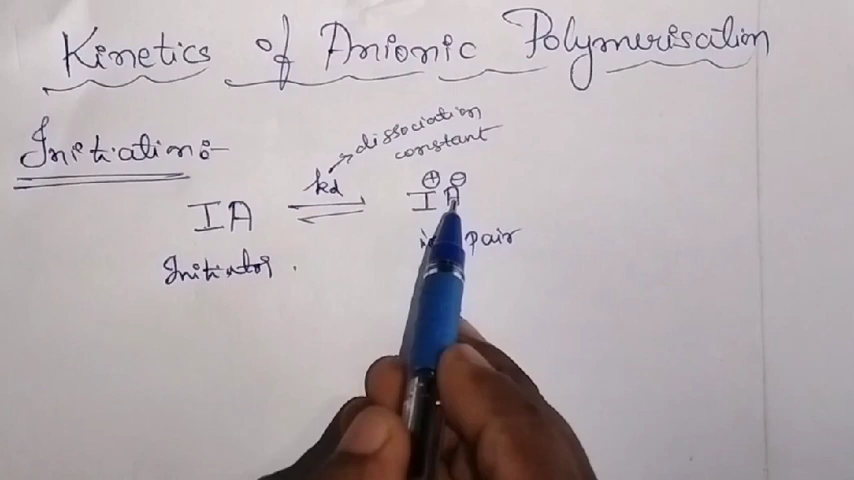 Kinetics of Anionic Polymerisation
Initiation:-
dissociation
constant
kd
IA ⇌ I⊕ A⊖
Initiator. pair